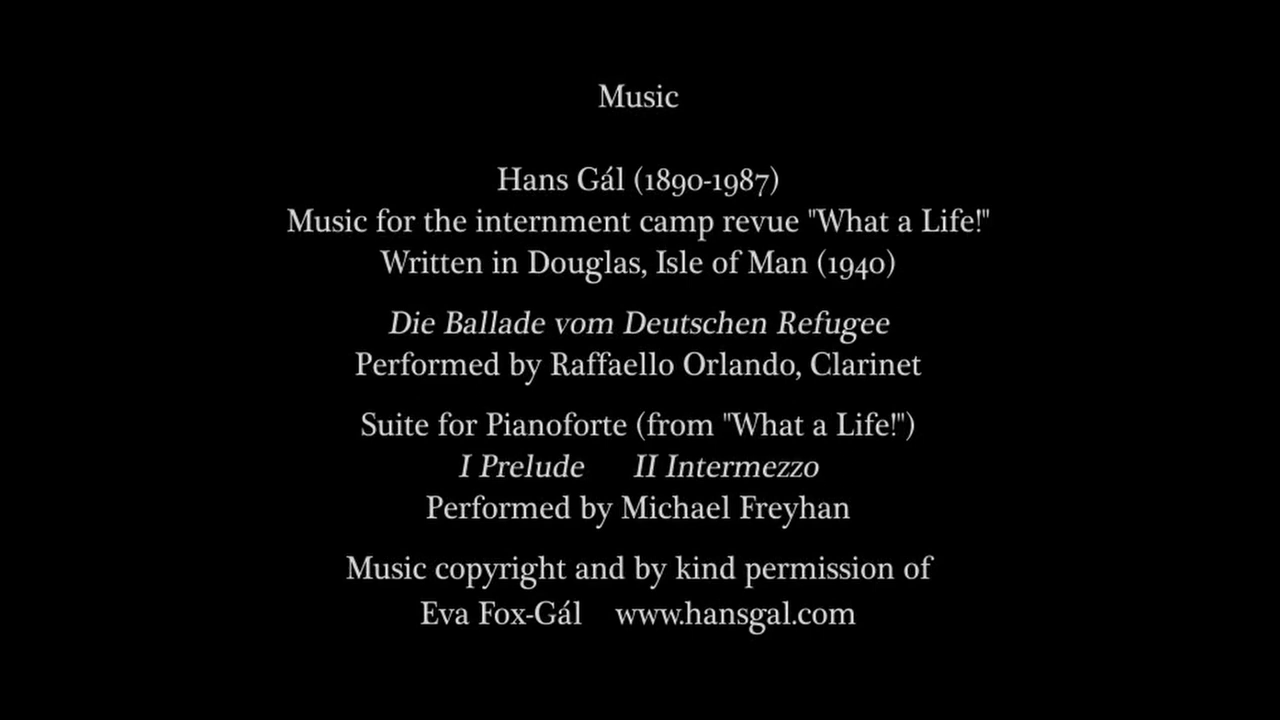 Music
Hans Gál (1890-1987)
Music for the internment camp revue "What a Life!"
Written in Douglas, Isle of Man (1940)
Die Ballade vom Deutschen Refugee
Performed by Raffaello Orlando, Clarinet
Suite for Pianoforte (from "What a Life!")
I Prelude II Intermezzo
Performed by Michael Freyhan
Music copyright and by kind permission of
Eva Fox-Gál www.hansgal.com